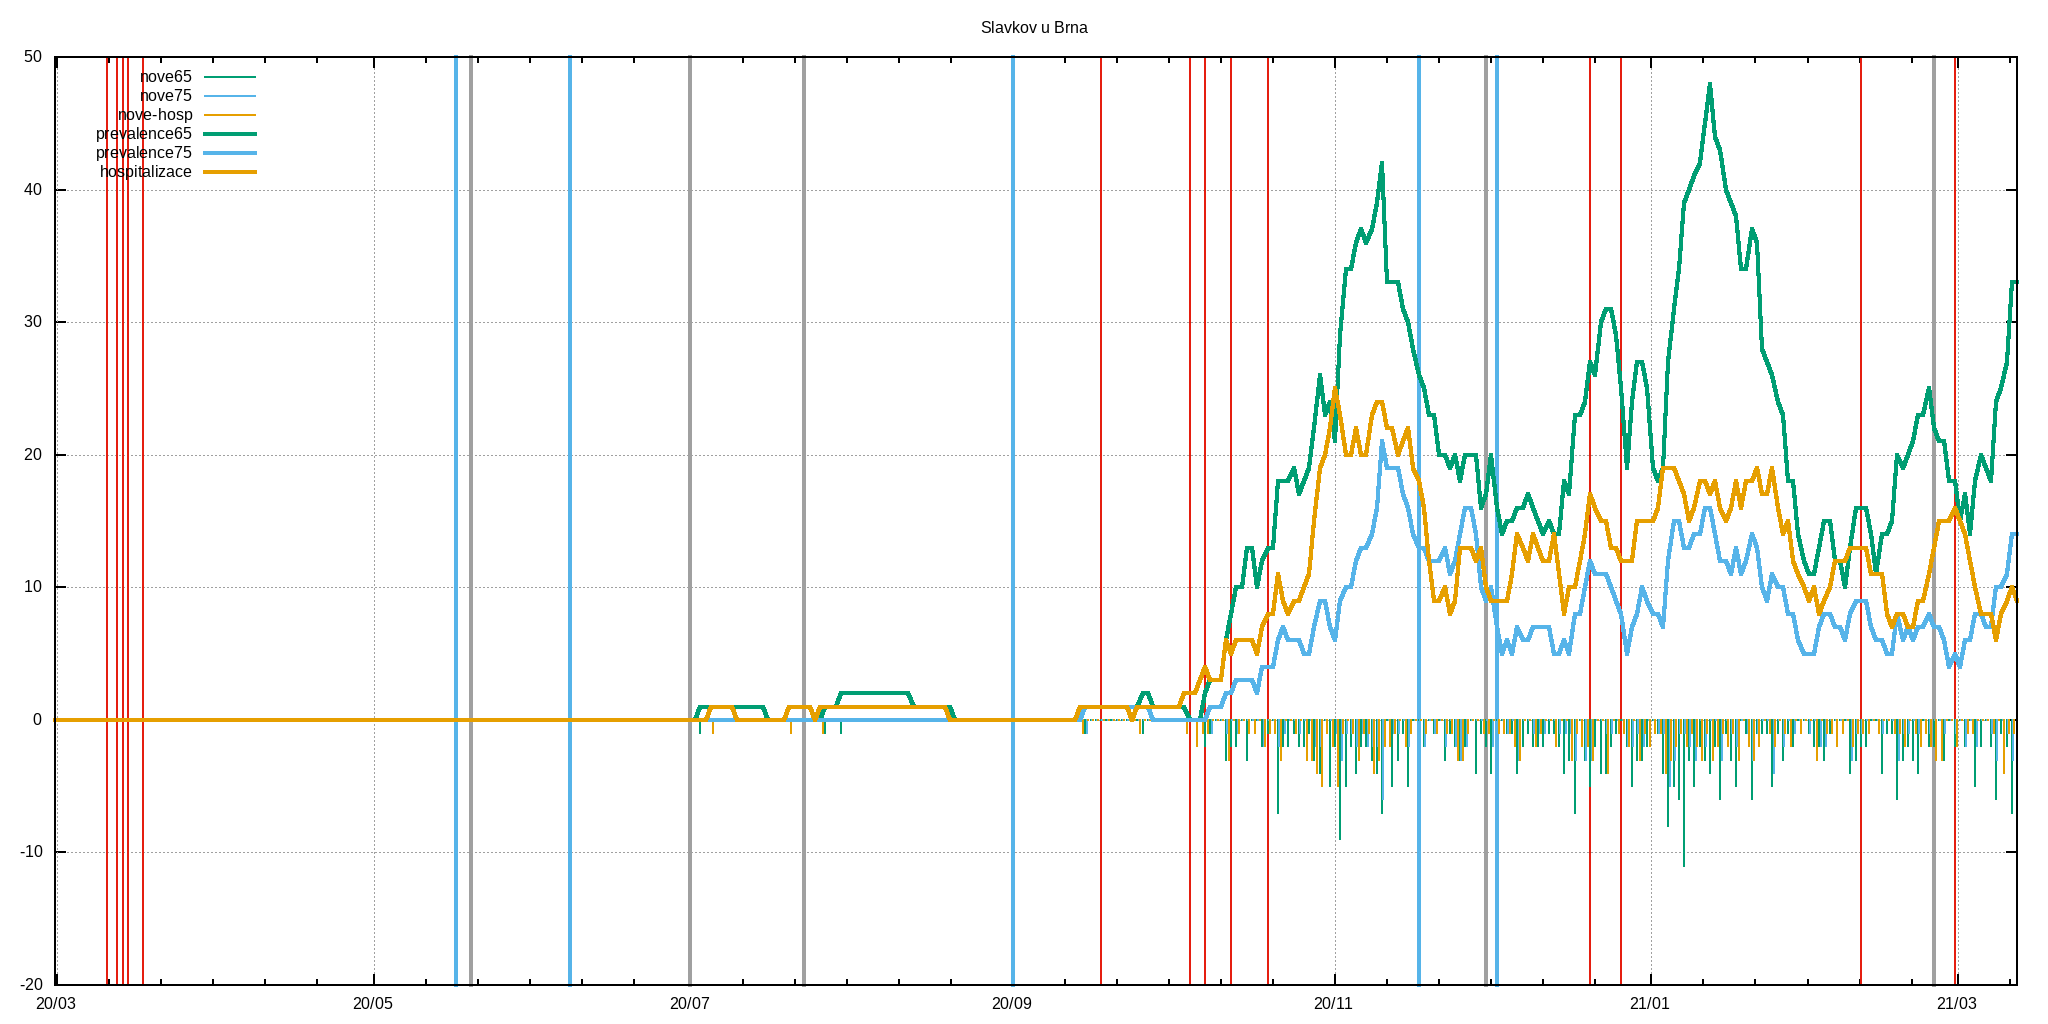 Slavkov u Brna
50
40
30
20
10
0
-10
-20
nove65
nove75
nove-hosp
prevalence65
prevalence75
hospitalizace
20/03 20/05 20/07 20/09 20/11 21/01 21/03